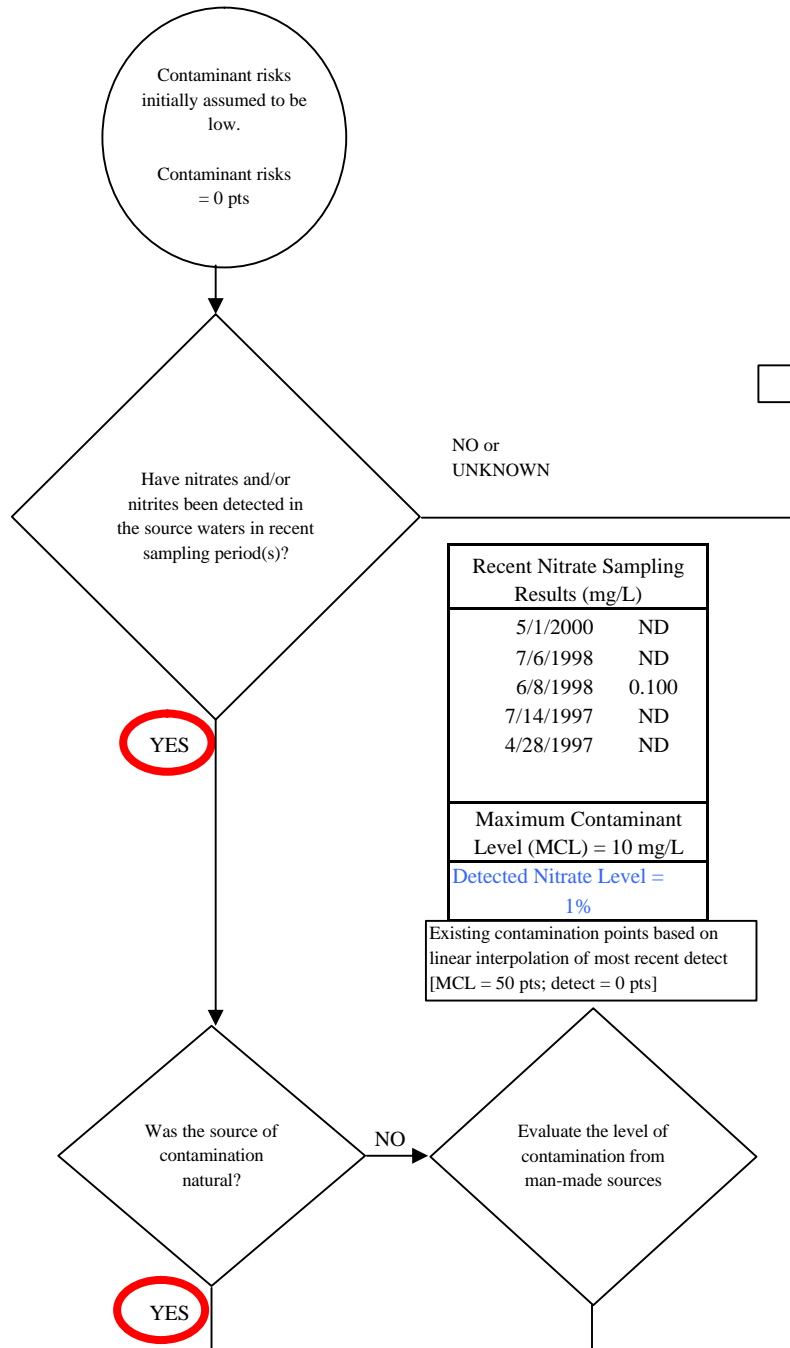 Contaminant risks
initially assumed to be
low.
Contaminant risks
= 0 pts
Have nitrates and/or
nitrites been detected in
the source waters in recent
sampling period(s)?
NO or
UNKNOWN
YES
Recent Nitrate Sampling
Results (mg/L)
5/1/2000 ND
7/6/1998 ND
6/8/1998 0.100
7/14/1997 ND
4/28/1997 ND
Maximum Contaminant
Level (MCL) = 10 mg/L
Detected Nitrate Level =
1%
Existing contamination points based on
linear interpolation of most recent detect
[MCL = 50 pts; detect = 0 pts]
Was the source of
contamination
natural?
NO
Evaluate the level of
contamination from
man-made sources
YES